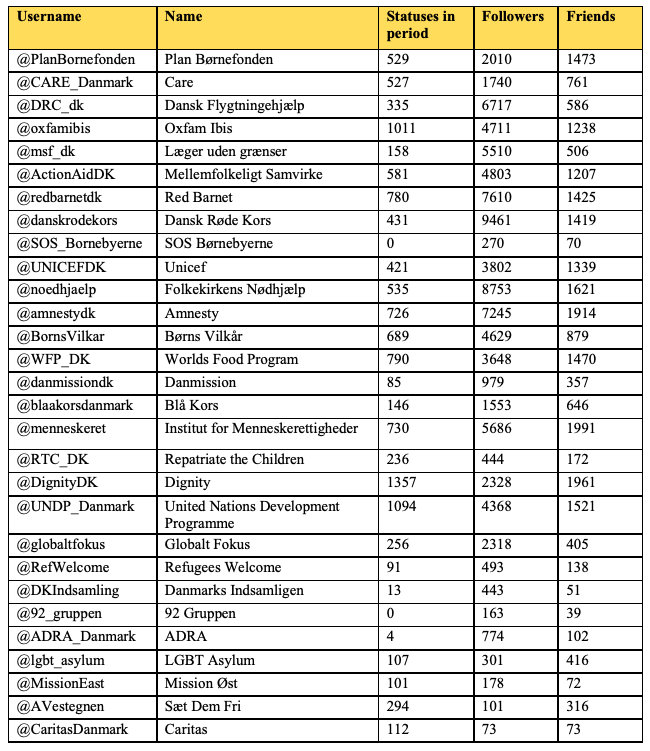 Username Name Statuses in period Followers Friends
@PlanBornefonden Plan Børnefonden 529 2010 1473
@CARE_Danmark Care 527 1740 761
@DRC_dk Dansk Flygtningehjælp 335 6717 586
@oxfamibis Oxfam Ibis 1011 4711 1238
@msf_dk Læger uden grænser 158 5510 506
@ActionAidDK Mellemfolkeligt Samvirke 581 4803 1207
@redbarnetdk Red Barnet 780 7610 1425
@danskrodekors Dansk Røde Kors 431 9461 1419
@SOS_Bornebyerne SOS Børnebyerne 0 270 70
@UNICEFDK Unicef 421 3802 1339
@noedhjaelp Folkekirkens Nødhjælp 535 8753 1621
@amnestydk Amnesty 726 7245 1914
@BornsVilkar Børns Vilkår 689 4629 879
@WFP_DK Worlds Food Program 790 3648 1470
@danmissiondk Danmission 85 979 357
@blaakorsdanmark Blå Kors 146 1553 646
@menneskeret Institut for Menneskerettigheder 730 5686 1991
@RTC_DK Repatriate the Children 236 444 172
@DignityDK Dignity 1357 2328 1961
@UNDP_Danmark United Nations Development Programme 1094 4368 1521
@globaltfokus Globalt Fokus 256 2318 405
@RefWelcome Refugees Welcome 91 493 138
@DKIndsamling Danmarks Indsamligen 13 443 51
@92_gruppen 92 Gruppen 0 163 39
@ADRA_Danmark ADRA 4 774 102
@lgbt_asylum LGBT Asylum 107 301 416
@MissionEast Mission Øst 101 178 72
@AVestegnen Sæt Dem Fri 294 101 316
@CaritasDanmark Caritas 112 73 73